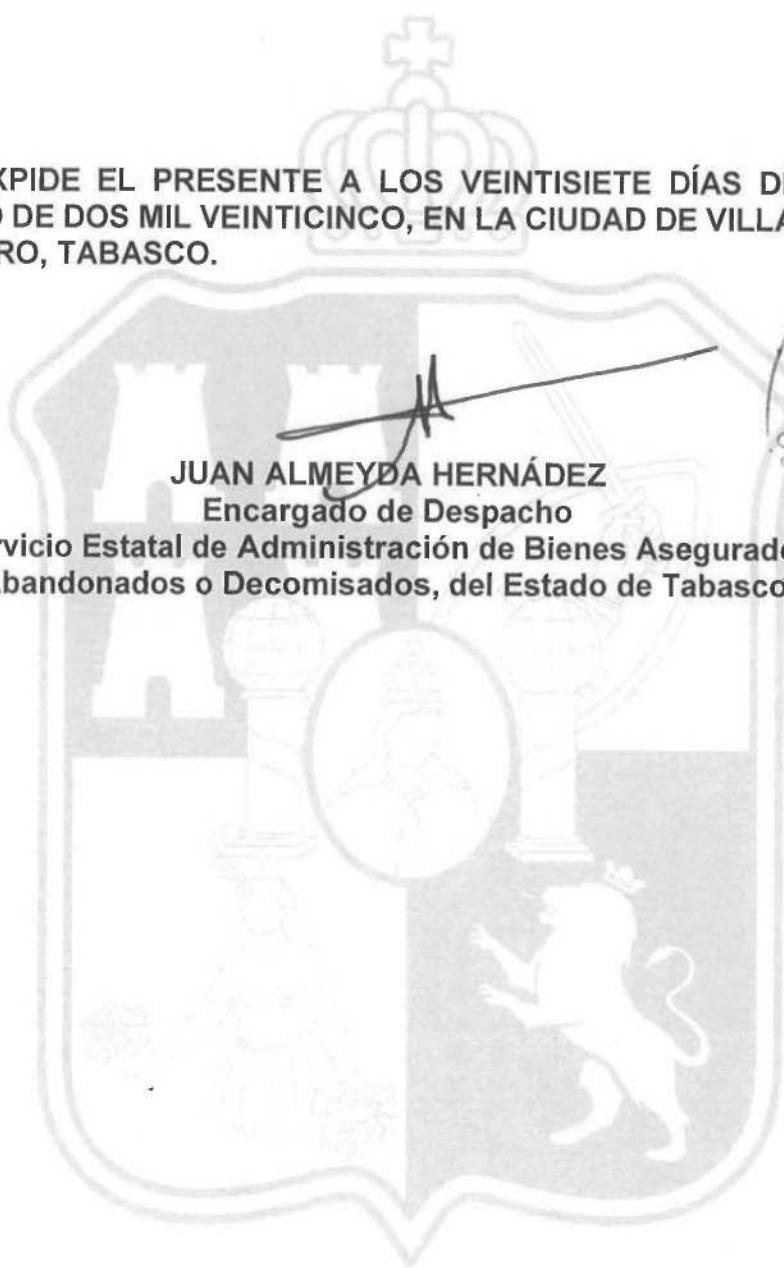 XPIDE EL PRESENTE A LOS VEINTISIETE DÍAS D
O DE DOS MIL VEINTICINCO, EN LA CIUDAD DE VILLA
RO, TABASCO.
JUAN ALMEYDA HERNÁDEZ
Encargado de Despacho
rvicio Estatal de Administración de Bienes Asegurad
bandonados o Decomisados, del Estado de Tabasco